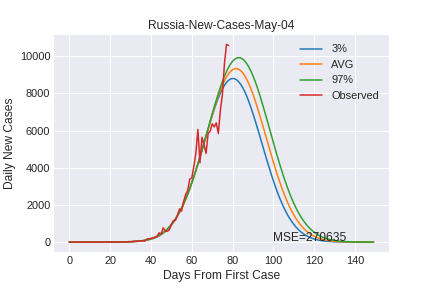 Russia-New-Cases-May-04
Daily New Cases
10000
8000
6000
4000
2000
0
3%
AVG
97%
Observed
MSE=270635
0 20 40 60 80 100 120 140
Days From First Case